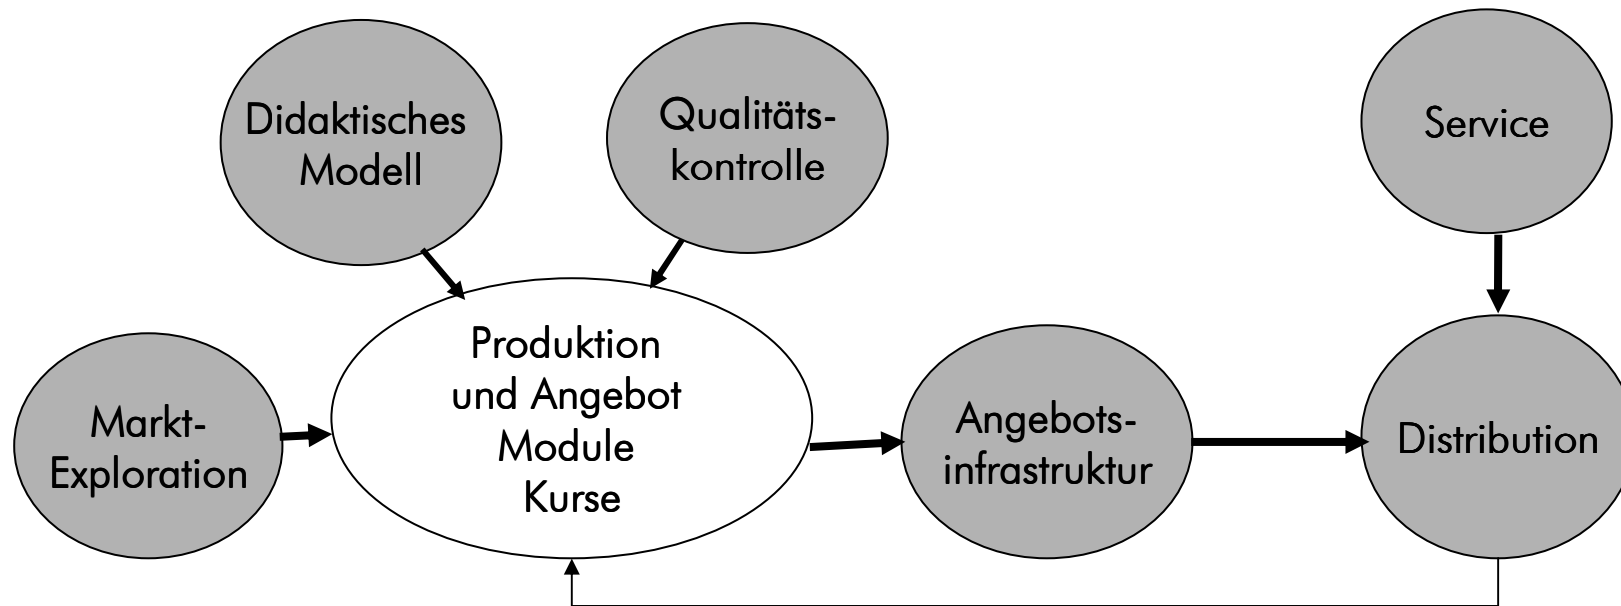 Didaktisches
Modell
Qualitäts-
kontrolle
Service
Markt-
Exploration
Produktion
und Angebot
Module
Kurse
Angebots-
infrastruktur
Distribution